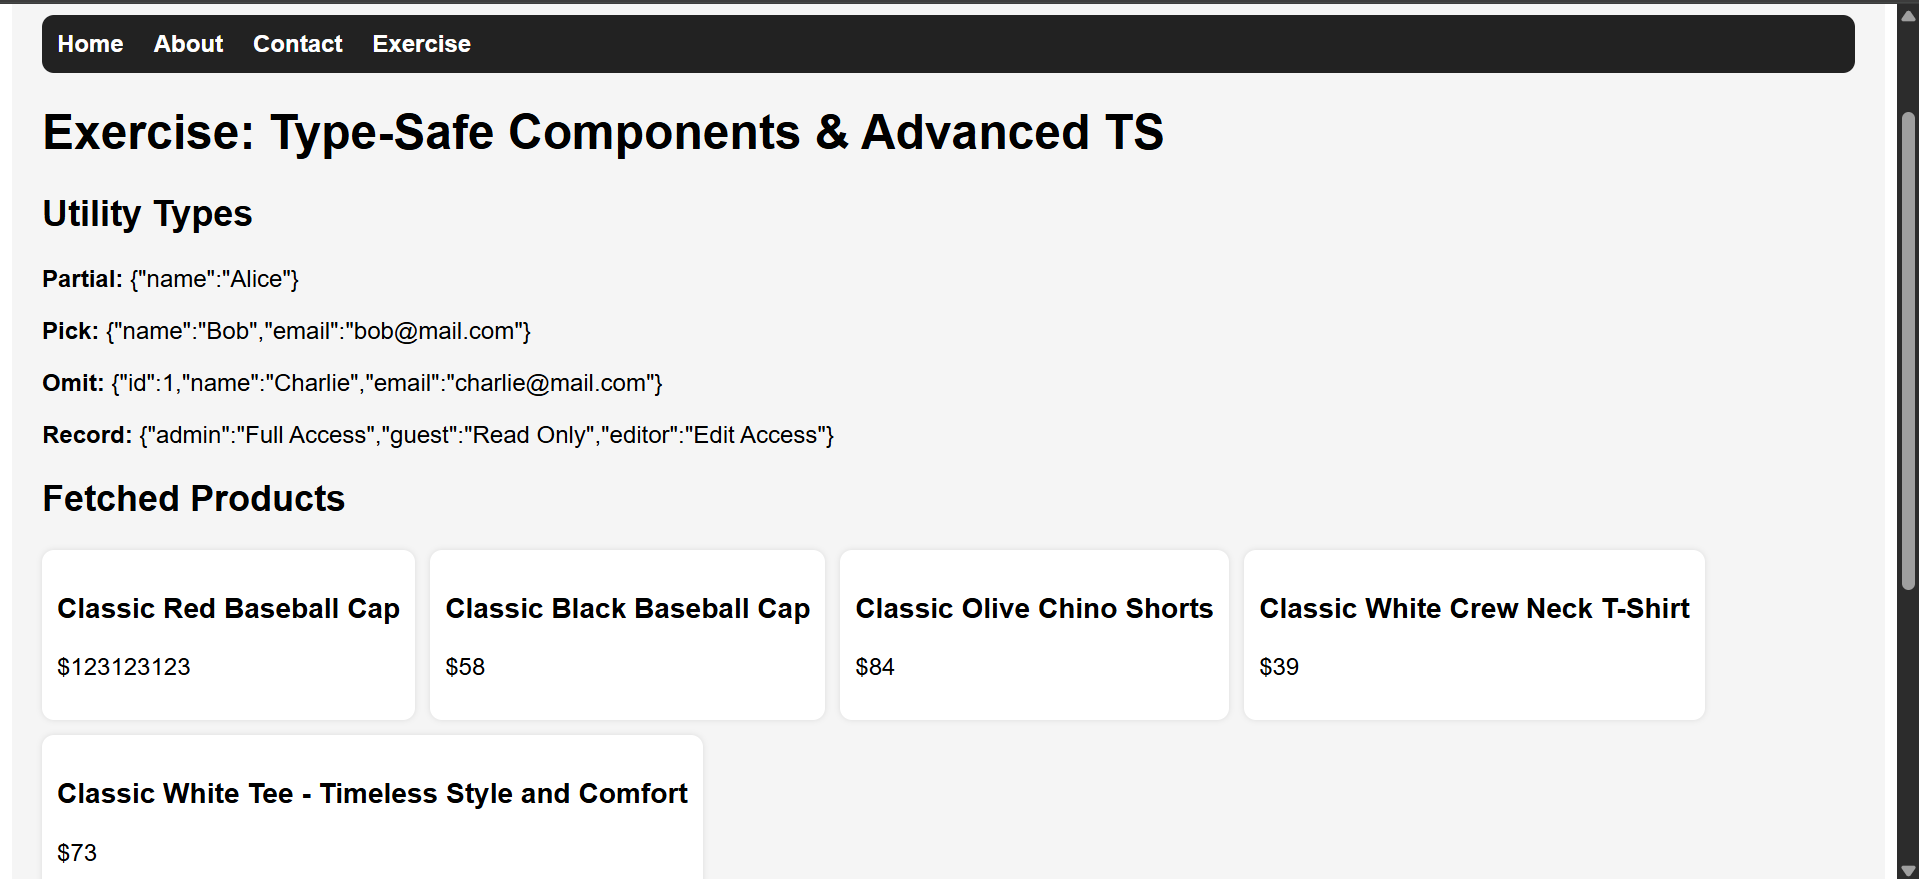 Home About Contact Exercise
Exercise: Type-Safe Components & Advanced TS
Utility Types
Partial: {"name":"Alice"}
Pick: {"name":"Bob","email":"bob@mail.com"}
Omit: {"id":1,"name":"Charlie","email":"charlie@mail.com"}
Record: {"admin":"Full Access","guest":"Read Only","editor":"Edit Access"}
Fetched Products
Classic Red Baseball Cap
$123123123
Classic Black Baseball Cap
$58
Classic Olive Chino Shorts
$84
Classic White Crew Neck T-Shirt
$39
Classic White Tee - Timeless Style and Comfort
$73